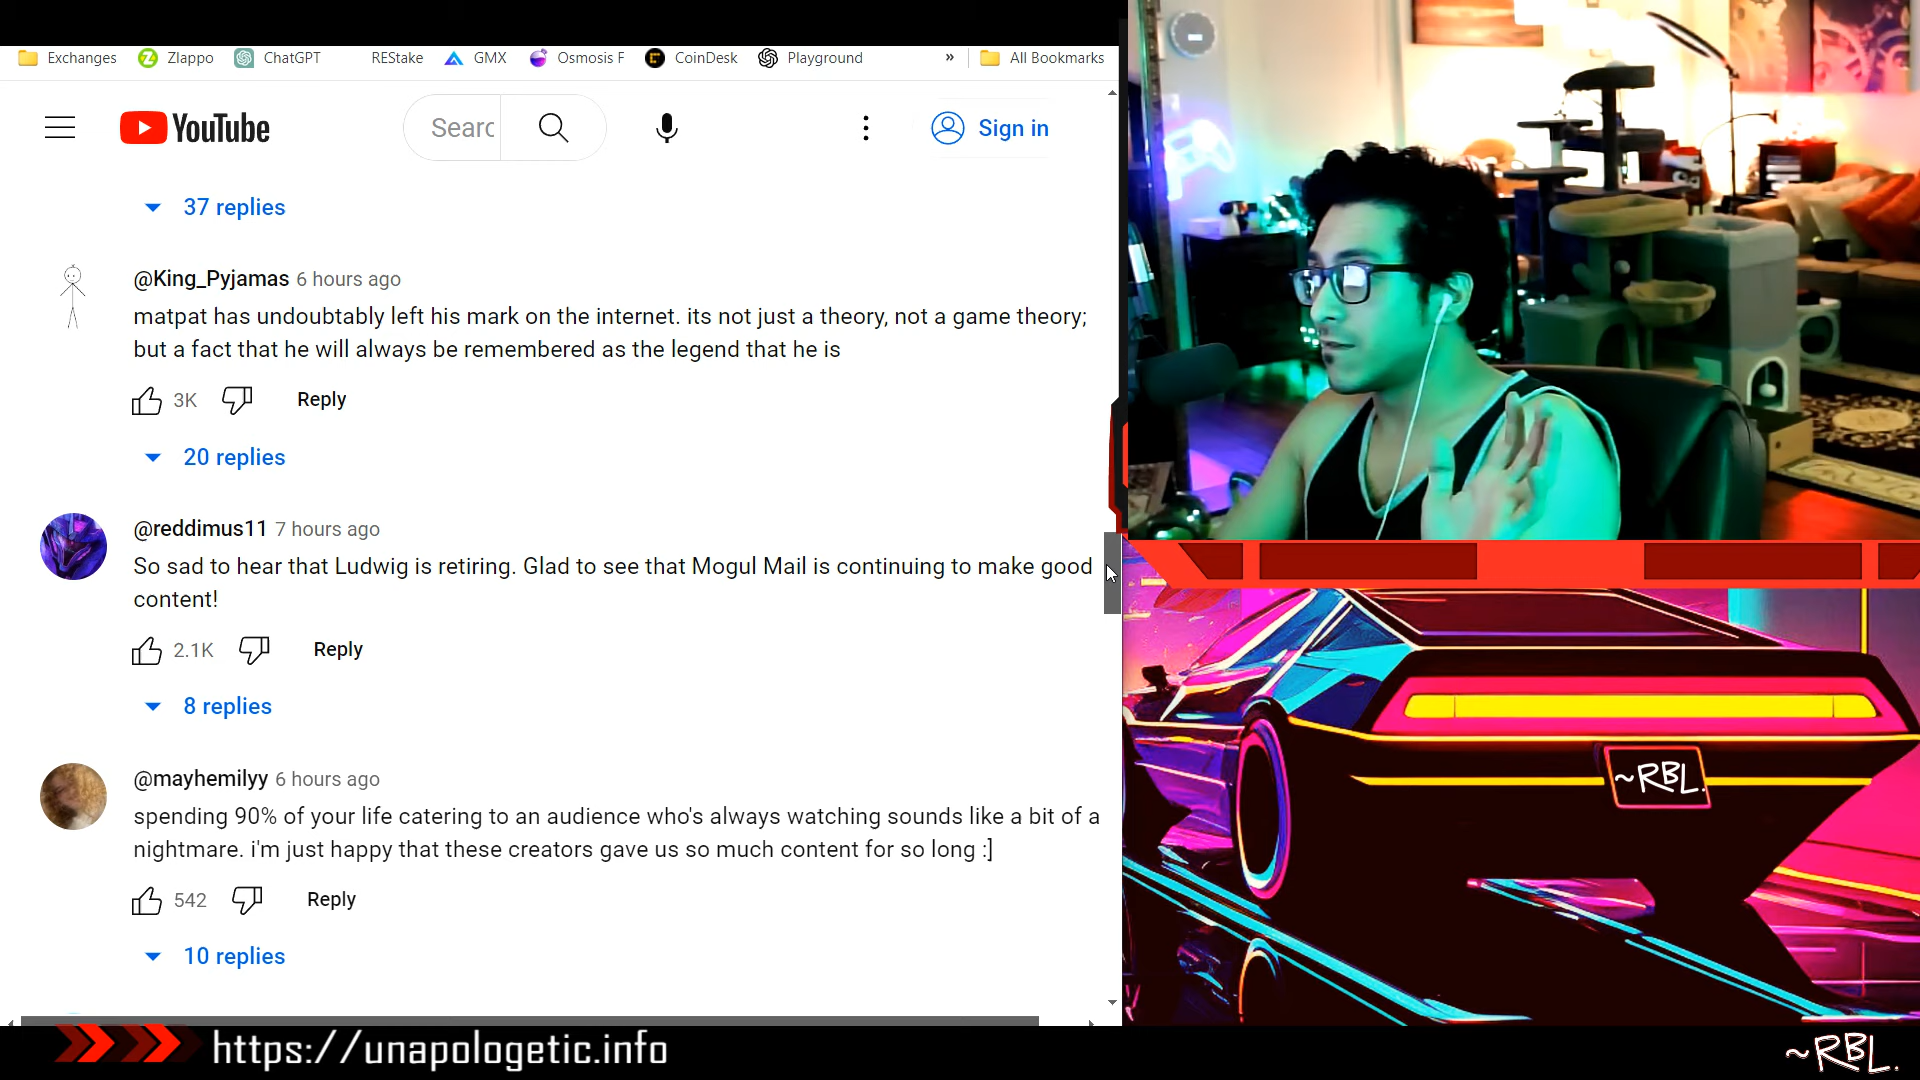 Exchanges
Zlappo
ChatGPT
REStake
GMX
Osmosis F
CoinDesk
Playground
»
All Bookmarks
YouTube
Searc
Sign in
37 replies
@King_Pyjamas 6 hours ago
matpat has undoubtably left his mark on the internet. its not just a theory, not a game theory;
but a fact that he will always be remembered as the legend that he is
3K
Reply
20 replies
@reddimus11 7 hours ago
So sad to hear that Ludwig is retiring. Glad to see that Mogul Mail is continuing to make good
content!
2.1K
Reply
8 replies
@mayhemilyy 6 hours ago
spending 90% of your life catering to an audience who's always watching sounds like a bit of a
nightmare. i'm just happy that these creators gave us so much content for so long :]
542
Reply
10 replies
~RBL.
https://unapologetic.info
~RBL.